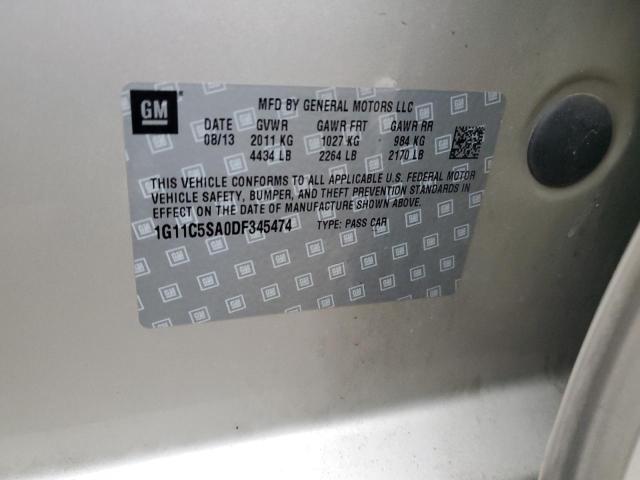 GM
MFD BY GENERAL MOTORS LLC
DATE GVWR GAWR FRT GAWR RR
08/13 2011 KG 1027 KG 984 KG
4434 LB 2264 LB 2170 LB
THIS VEHICLE CONFORMS TO ALL APPLICABLE U.S. FEDERAL MOTOR
VEHICLE SAFETY, BUMPER, AND THEFT PREVENTION STANDARDS IN
EFFECT ON THE DATE OF MANUFACTURE SHOWN ABOVE.
1G11C5SA0DF345474 TYPE: PASS CAR